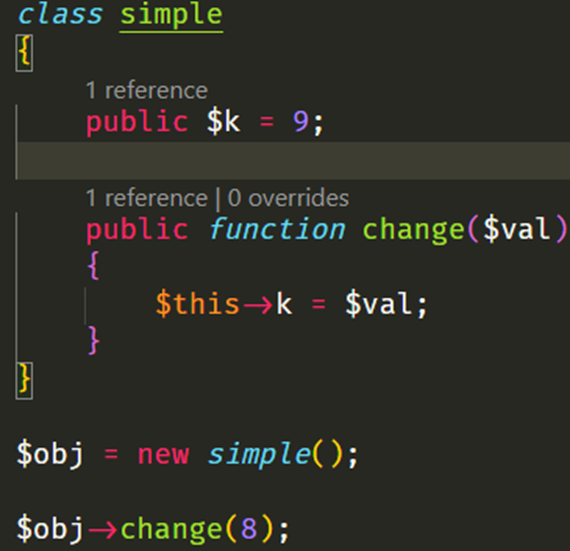 class simple
{
1 reference
public $k = 9;
1 reference | 0 overrides
public function change($val)
{
$this->k = $val;
}
}
$obj = new simple();
$obj->change(8);